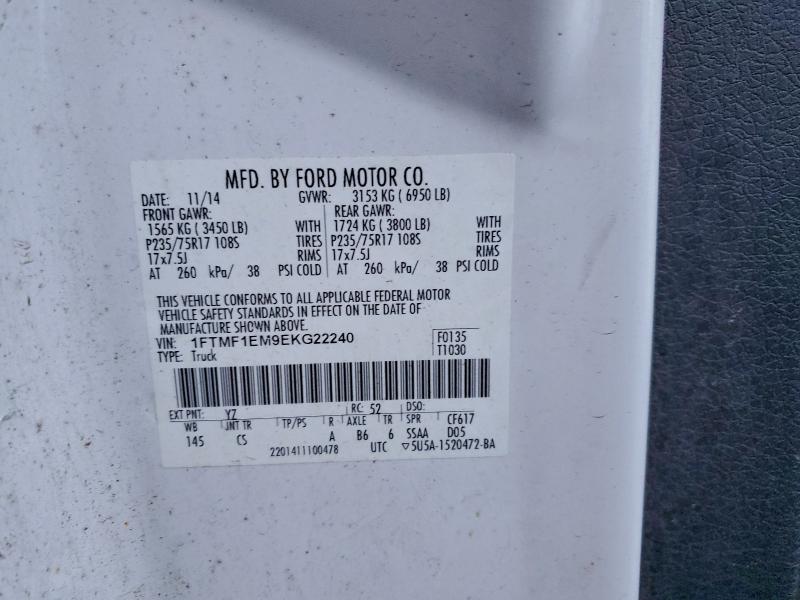 MFD. BY FORD MOTOR CO.
DATE: 11/14 GVWR: 3153 KG ( 6950 LB)
FRONT GAWR: REAR GAWR:
1565 KG ( 3450 LB) WITH 1724 KG ( 3800 LB) WITH
P235/75R17 108S TIRES P235/75R17 108S TIRES
17x7.5J RIMS 17x7.5J RIMS
AT 260 kPa/ 38 PSI COLD AT 260 kPa/ 38 PSI COLD
THIS VEHICLE CONFORMS TO ALL APPLICABLE FEDERAL MOTOR
VEHICLE SAFETY STANDARDS IN EFFECT ON THE DATE OF
MANUFACTURE SHOWN ABOVE.
VIN: 1FTMF1EM9EKG22240 F0135
TYPE: Truck T1030
EXT PNT: YZ RC: 52 DSO:
WB JNT TR TP/PS R AXLE TR SPR CF617
145 CS A B6 6 SSAA D05
2201411100478 UTC ▽5U5A-1520472-BA